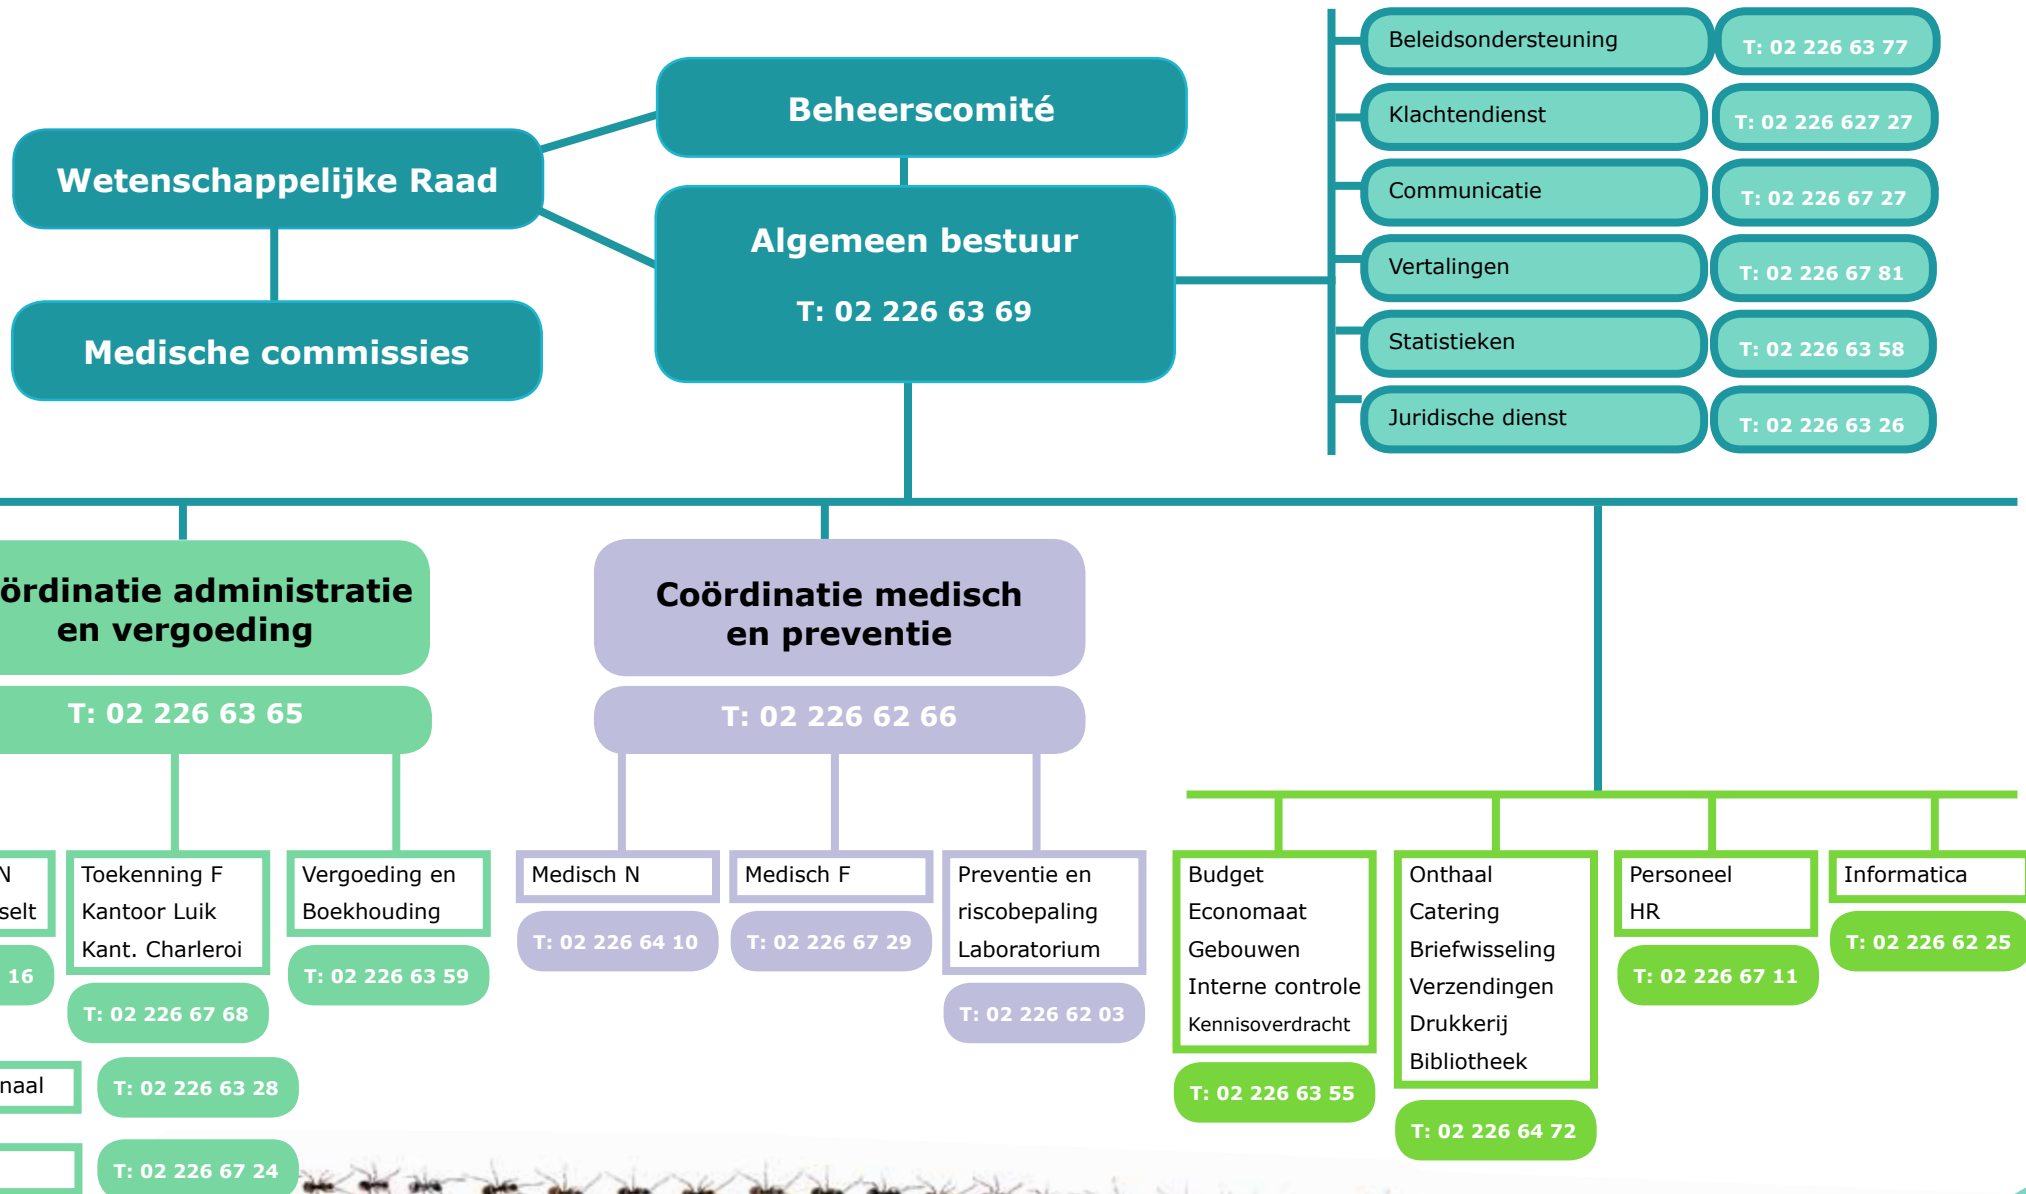 Beheerscomité
Wetenschappelijke Raad
Algemeen bestuur
T: 02 226 63 69
Medische commissies
Beleidsondersteuning T: 02 226 63 77
Klachtendienst T: 02 226 627 27
Communicatie T: 02 226 67 27
Vertalingen T: 02 226 67 81
Statistieken T: 02 226 63 58
Juridische dienst T: 02 226 63 26
ördinatie administratie
en vergoeding
T: 02 226 63 65
Coördinatie medisch
en preventie
T: 02 226 62 66
N
selt
16
Toekenning F
Kantoor Luik
Kant. Charleroi
T: 02 226 67 68
Vergoeding en
Boekhouding
T: 02 226 63 59
naal
T: 02 226 63 28
T: 02 226 67 24
Medisch N
T: 02 226 64 10
Medisch F
T: 02 226 67 29
Preventie en
riscobepaling
Laboratorium
T: 02 226 62 03
Budget
Economaat
Gebouwen
Interne controle
Kennisoverdracht
T: 02 226 63 55
Onthaal
Catering
Briefwisseling
Verzendingen
Drukkerij
Bibliotheek
T: 02 226 64 72
Personeel
HR
T: 02 226 67 11
Informatica
T: 02 226 62 25